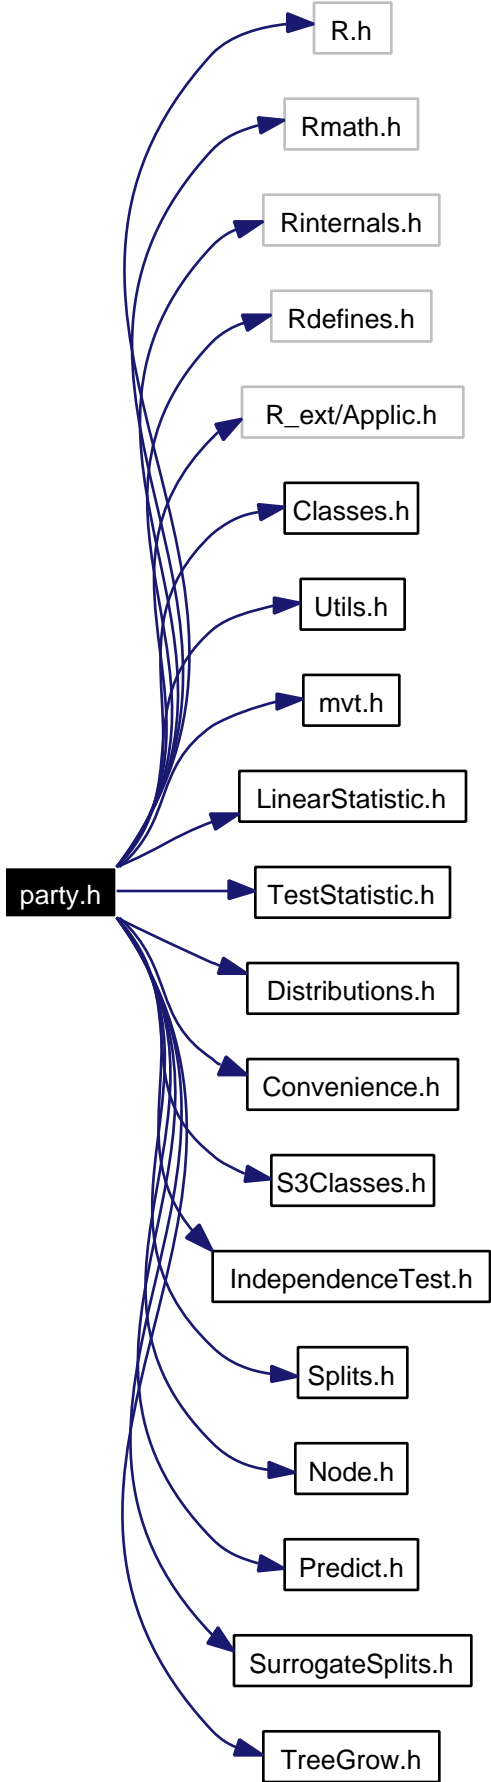 R.h
Rmath.h
Rinternals.h
Rdefines.h
R_ext/Applic.h
Classes.h
Utils.h
mvt.h
LinearStatistic.h
party.h
TestStatistic.h
Distributions.h
Convenience.h
S3Classes.h
IndependenceTest.h
Splits.h
Node.h
Predict.h
SurrogateSplits.h
TreeGrow.h